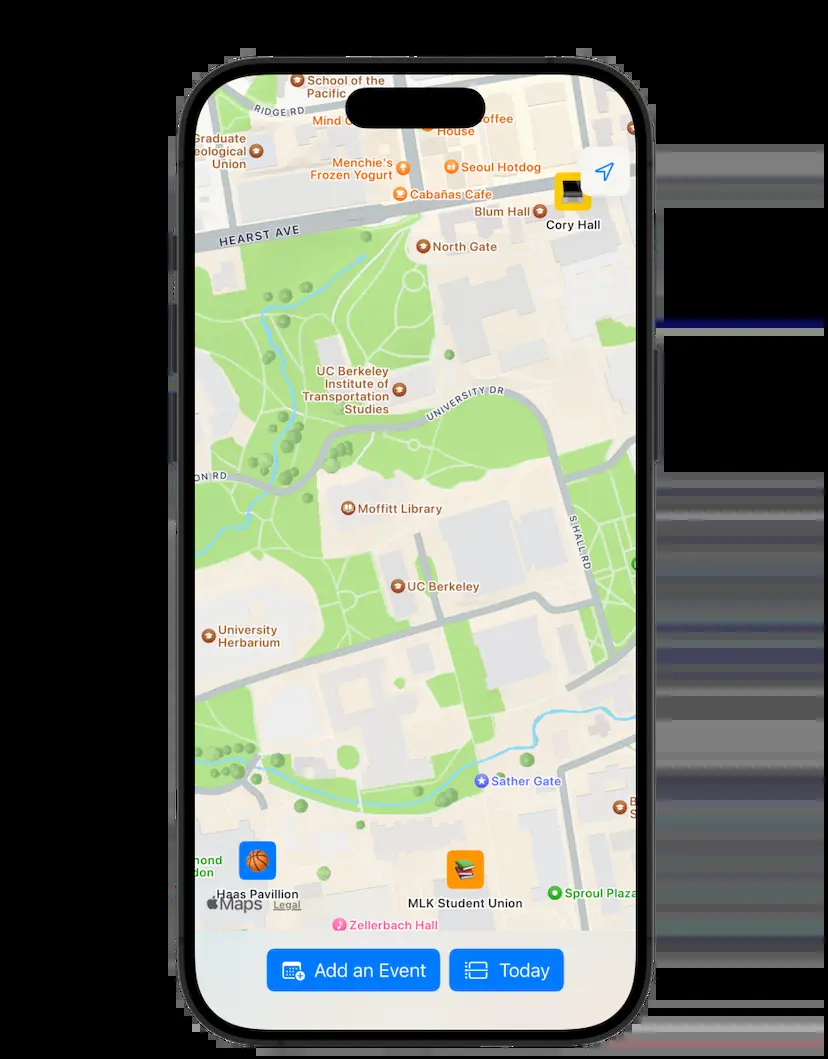 School of the
Pacific
RIDGE RD
Mind
offee
House
Graduate
eological
Union
Menchie's
Frozen Yogurt
Seoul Hotdog
Cabañas Cafe
Blum Hall
Cory Hall
HEARST AVE
North Gate
UC Berkeley
Institute of
Transportation
Studies
UNIVERSITY DR
ON RD
Moffitt Library
S HALL RD
UC Berkeley
University
Herbarium
Sather Gate
mond
don
Haas Pavillion
Maps Legal
MLK Student Union
Sproul Plaza
Zellerbach Hall
Add an Event
Today